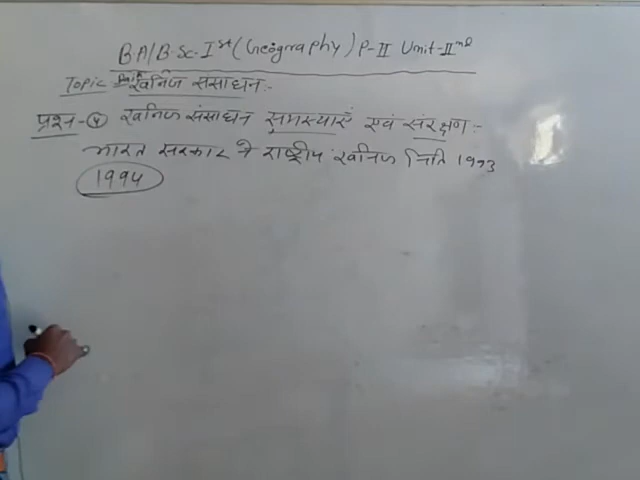 B.A/B.Sc-Ist (Geography) P-II Unit-IInd
Topic खनिज संसाधन:-
प्रश्न-④ खनिज संसाधन समस्याएँ एवं संरक्षण:-
भारत सरकार ने राष्ट्रीय खनिज निति 1993
1994